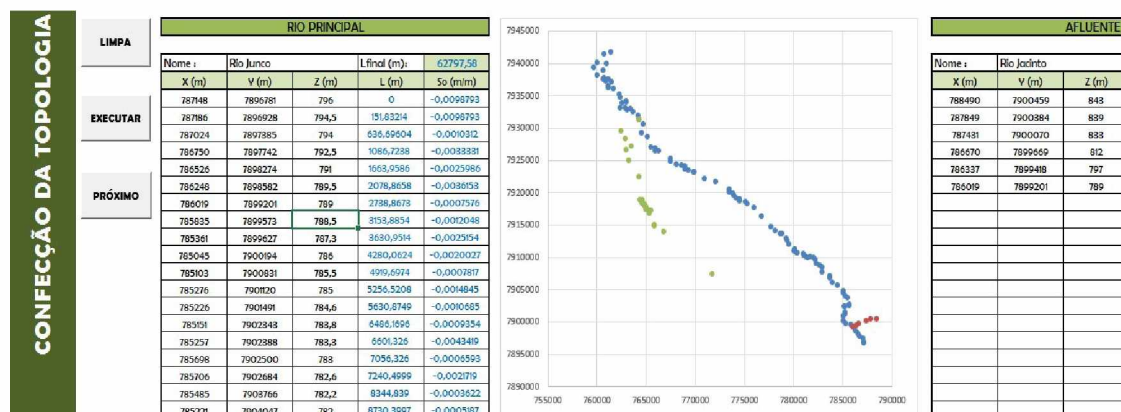 CONFECÇÃO DA TOPOLOGIA
LIMPA
EXECUTAR
PRÓXIMO
RIO PRINCIPAL
Nome : Rio Junco Lfinal (m): 62797,58
X (m) Y (m) Z (m) L (m) So (m/m)
787148 7896781 796 0 -0,0098793
787186 7896928 794,5 151,83214 -0,0098793
787024 7897385 794 636,69604 -0,0010312
786750 7897742 792,5 1086,7238 -0,0033331
786526 7898274 791 1663,9586 -0,0025986
786248 7898582 789,5 2078,8658 -0,0036153
786019 7899201 789 2738,8673 -0,0007576
785835 7899573 788,5 3153,8854 -0,0012048
785361 7899627 787,3 3630,9514 -0,0025154
785045 7900194 786 4280,0624 -0,0020027
785103 7900831 785,5 4919,6974 -0,0007817
785276 7901120 785 5256,5208 -0,0014845
785226 7901491 784,6 5630,8749 -0,0010685
785151 7902343 783,8 6486,1696 -0,0009354
785257 7902388 783,3 6601,326 -0,0043419
785698 7902500 783 7056,326 -0,0006593
785706 7902684 782,6 7240,4999 -0,0021719
785485 7903766 782,2 8344,839 -0,0003622
785221 7904047 782 8730,3997 -0,0005187
7945000
7940000
7935000
7930000
7925000
7920000
7915000
7910000
7905000
7900000
7895000
7890000
755000 760000 765000 770000 775000 780000 785000 790000
AFLUENTE
Nome : Rio Jacinto
X (m) Y (m) Z (m)
788490 7900459 843
787849 7900384 839
787431 7900070 833
786670 7899669 812
786337 7899418 797
786019 7899201 789